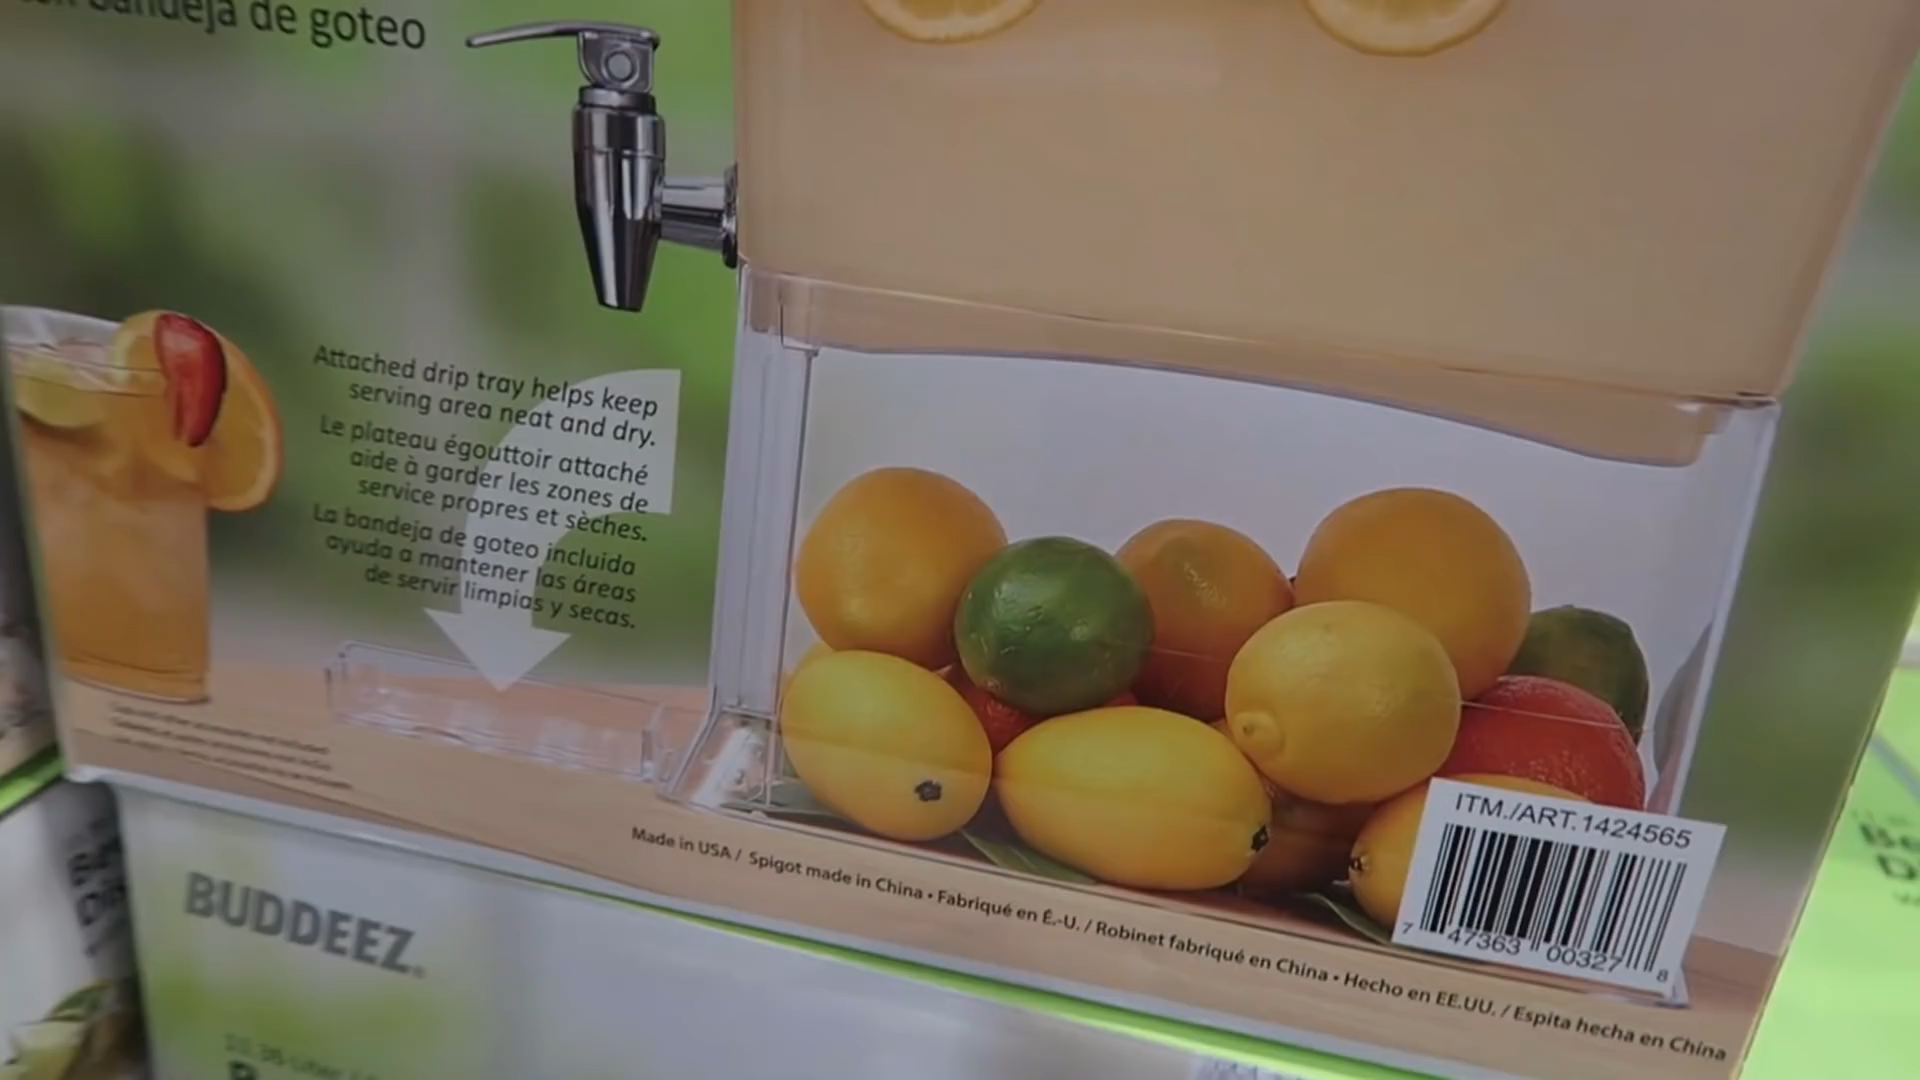 bandeja de goteo
Attached drip tray helps keep
serving area neat and dry.
Le plateau égouttoir attaché
aide à garder les zones de
service propres et sèches.
La bandeja de goteo incluida
ayuda a mantener las áreas
de servir limpias y secas.
ITM./ART.1424565
7 47363 00327 8
Made in USA / Spigot made in China • Fabriqué en É.-U. / Robinet fabriqué en China • Hecho en EE.UU. / Espita hecha en China
BUDDEEZ